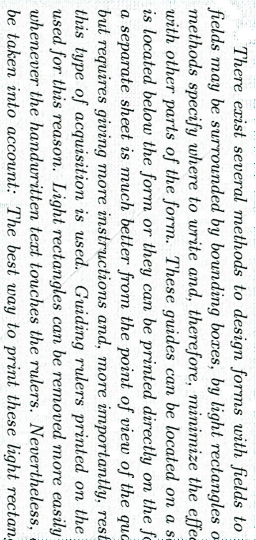 There exist several methods to design forms with fields to
fields may be surrounded by bounding boxes, by light rectangles o
methods specify where to write and, therefore, minimize the effec
with other parts of the form. These guides can be located on a s
is located below the form or they can be printed directly on the fo
a separate sheet is much better from the point of view of the qua
but requires giving more instructions and, more importantly, rest
this type of acquisition is used. Guiding rulers printed on the
used for this reason. Light rectangles can be removed more easily
whenever the handwritten text touches the rulers. Nevertheless,
be taken into account: The best way to print these light rectan